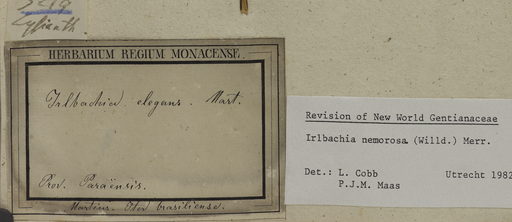 Lysianth.
HERBARIUM REGIUM MONACENSE.
Irlbachia elegans. Mart.
Prov. Paraënsis.
Martius. Iter brasiliense.
Revision of New World Gentianaceae
Irlbachia nemorosa (Willd.) Merr.
Det.: L. Cobb Utrecht 1982
P.J.M. Maas